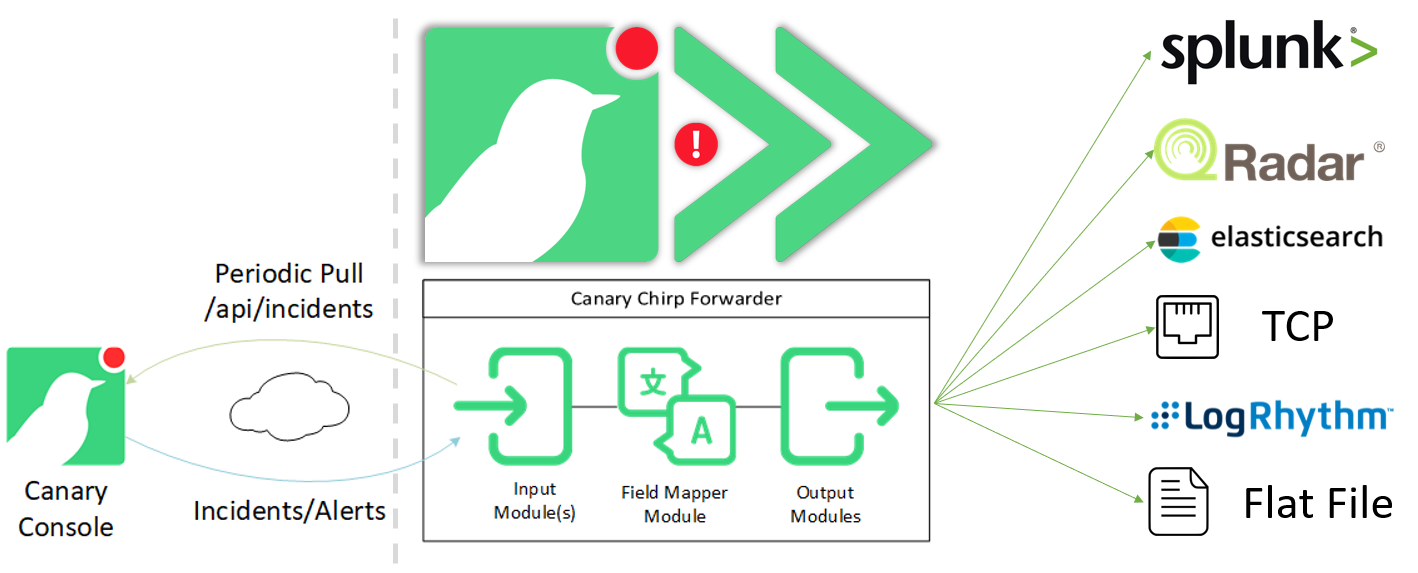 Periodic Pull
/api/incidents
Canary
Console
Incidents/Alerts
!
Canary Chirp Forwarder
文
A
Input
Module(s)
Field Mapper
Module
Output
Modules
splunk>®
QRadar®
elasticsearch
TCP
LogRhythm™
Flat File